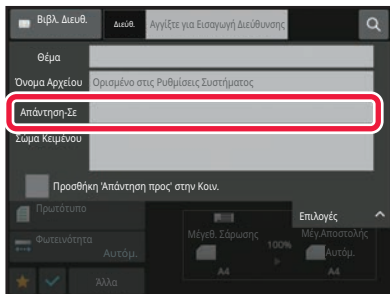 Βιβλ. Διευθ.
Διεύθ.
Αγγίξτε για Εισαγωγή Διεύθυνσης
Θέμα
Όνομα Αρχείου
Ορισμένο στις Ρυθμίσεις Συστήματος
Απάντηση-Σε
Σώμα Κειμένου
Προσθήκη 'Απάντηση προς' στην Κοιν.
Πρωτότυπο
Επιλογές
Φωτεινότητα
Αυτόμ.
Μέγεθ. Σάρωσης
100%
Μέγ.Αποστολής
Αυτόμ.
A4
A4
Άλλα